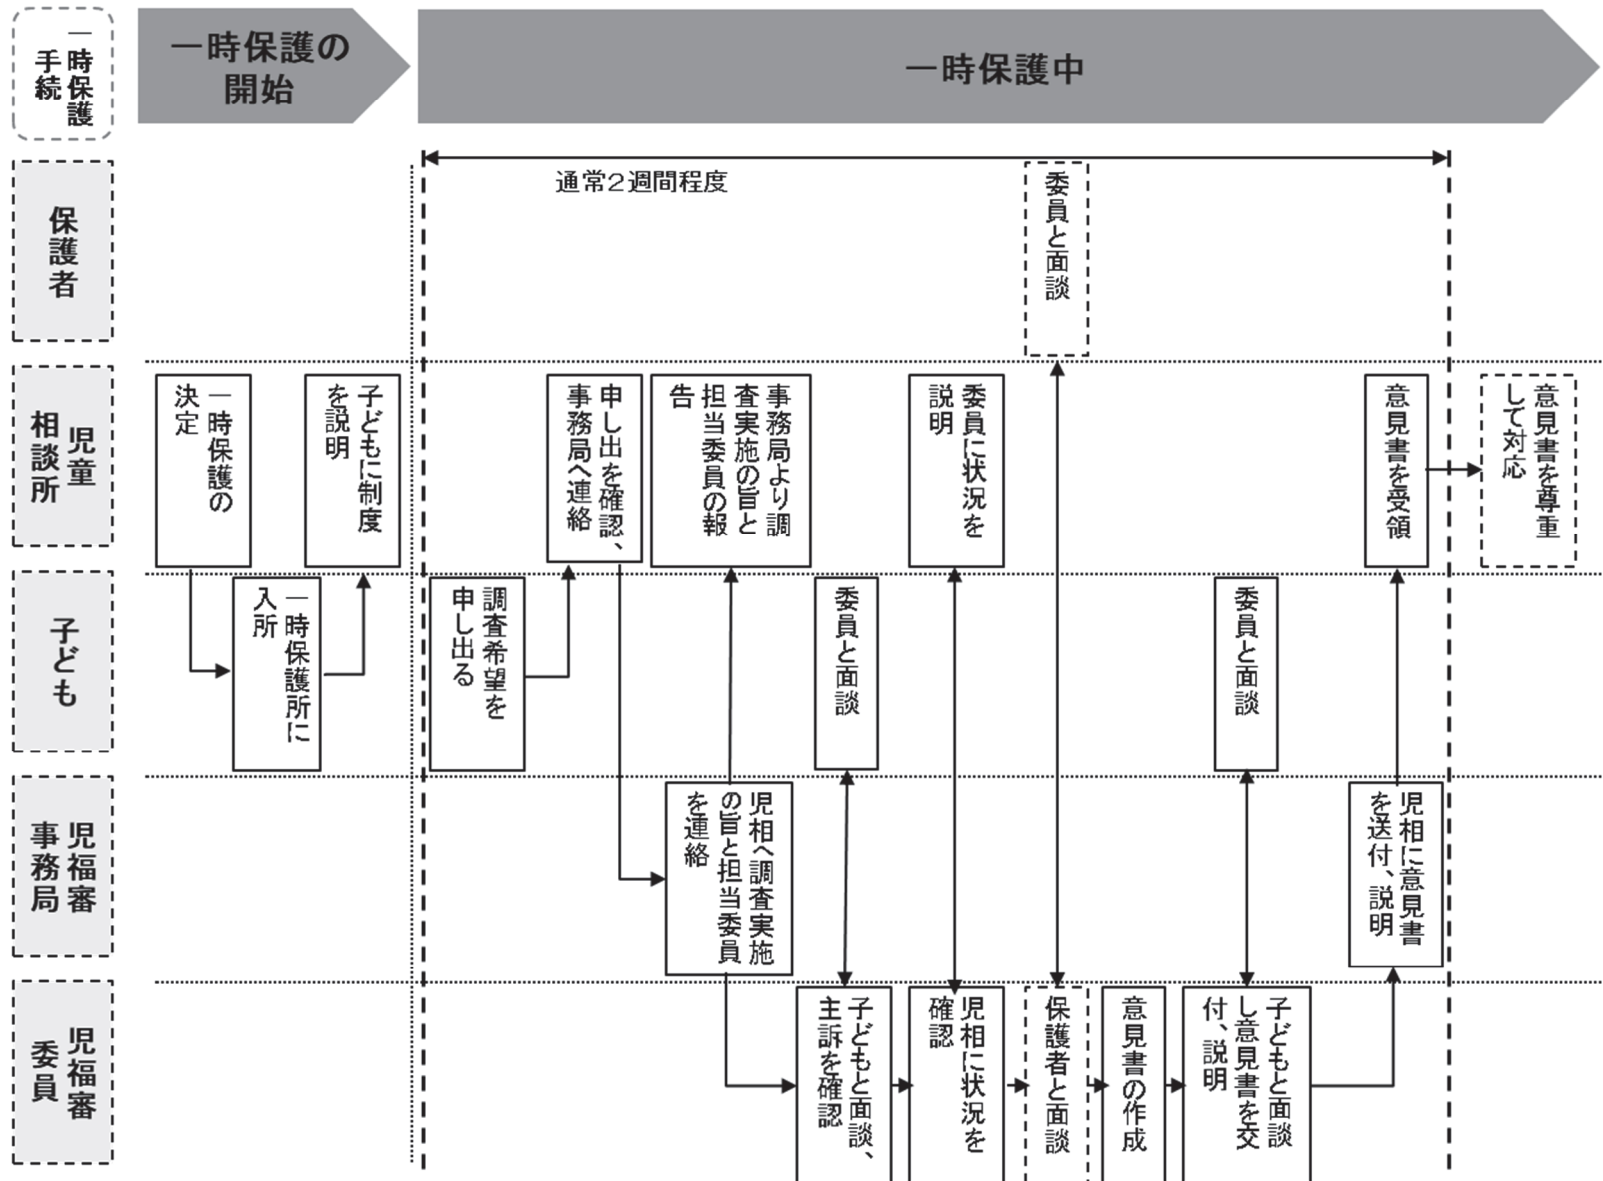 一時保護
手続
一時保護の
開始
一時保護中
保護者
通常2週間程度
委員と面談
児童
相談所
一時保護の
決定
子どもに制度
を説明
申し出を確認、
事務局へ連絡
事務局より調
査実施の旨と
担当委員の報
告
委員に状況を
説明
意見書を受領
意見書を尊重
して対応
子ども
一時保護所に
入所
調査希望を
申し出る
委員と面談
委員と面談
児福審
事務局
児相へ調査実施
の旨と担当委員
を連絡
児相に意見書
を送付、説明
児福審
委員
子どもと面談、
主訴を確認
児相に状況を
確認
保護者と面談
意見書の作成
子どもと面談
し意見書を交
付、説明